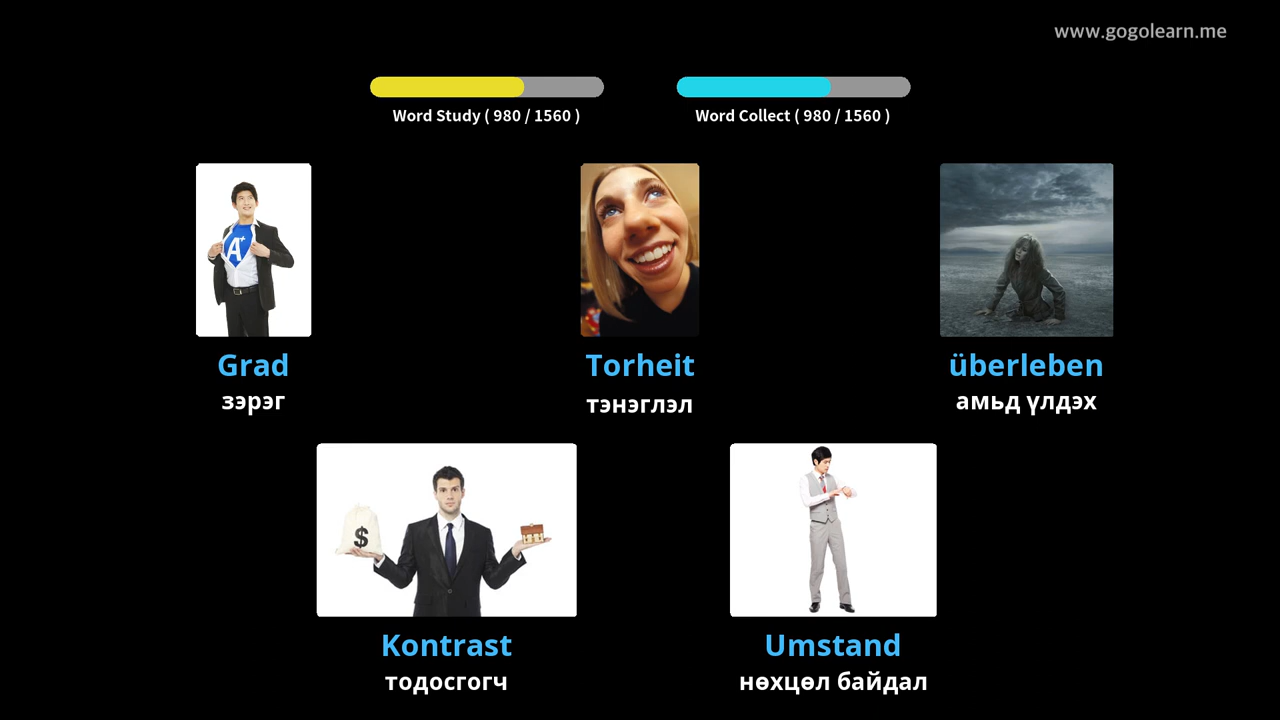 www.gogolearn.me
Word Study ( 980 / 1560 )
Word Collect ( 980 / 1560 )
A+
Grad
зэрэг
Torheit
тэнэглэл
überleben
амьд үлдэх
$
Kontrast
тодосгогч
Umstand
нөхцөл байдал